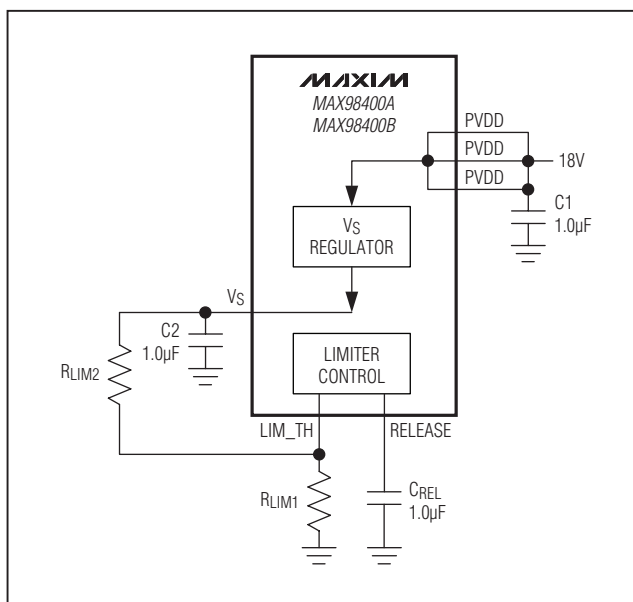 MAXIM
MAX98400A
MAX98400B
PVDD
PVDD
PVDD
18V
C1
1.0µF
VS
REGULATOR
VS
C2
1.0µF
RLIM2
LIMITER
CONTROL
LIM_TH
RELEASE
RLIM1
CREL
1.0µF